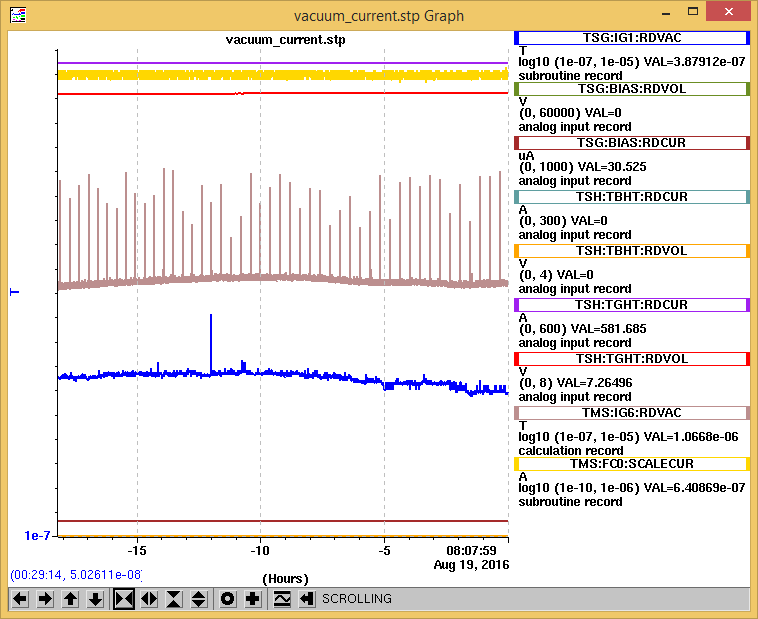 vacuum_current.stp Graph
vacuum_current.stp
T
1e-7
-15
-10
-5
08:07:59
Aug 19, 2016
(Hours)
(00:29:14, 5.02611e-08)
TSG:IG1:RDVAC
T
log10 (1e-07, 1e-05) VAL=3.87912e-07
subroutine record
TSG:BIAS:RDVOL
V
(0, 60000) VAL=0
analog input record
TSG:BIAS:RDCUR
uA
(0, 1000) VAL=30.525
analog input record
TSH:TBHT:RDCUR
A
(0, 300) VAL=0
analog input record
TSH:TBHT:RDVOL
V
(0, 4) VAL=0
analog input record
TSH:TGHT:RDCUR
A
(0, 600) VAL=581.685
analog input record
TSH:TGHT:RDVOL
V
(0, 8) VAL=7.26496
analog input record
TMS:IG6:RDVAC
T
log10 (1e-07, 1e-05) VAL=1.0668e-06
calculation record
TMS:FC0:SCALECUR
A
log10 (1e-10, 1e-06) VAL=6.40869e-07
subroutine record
SCROLLING